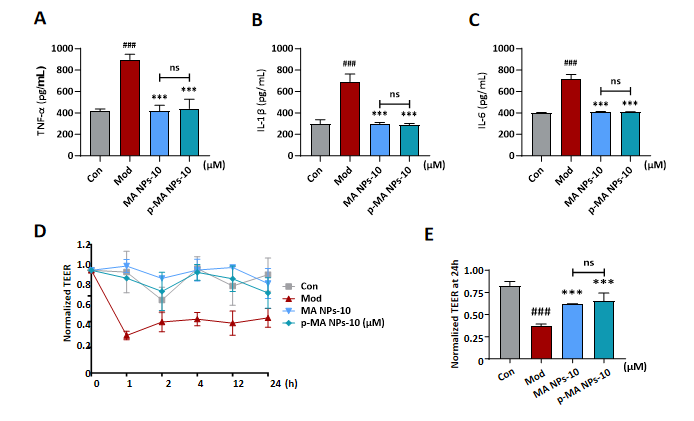 A
TNF-α (pg/mL)
1000
800
600
400
200
0
###
***
ns
***
Con
Mod
MA NPs-10
p-MA NPs-10
(μM)
B
IL-1 β (pg/mL)
1000
800
600
400
200
0
###
***
ns
***
Con
Mod
MA NPs-10
p-MA NPs-10
(μM)
C
IL-6 (pg/mL)
1000
800
600
400
200
0
###
***
ns
***
Con
Mod
MA NPs-10
p-MA NPs-10
(μM)
D
Normalized TEER
1.2
1.0
0.8
0.6
0.4
0.2
0
0 1 2 4 12 24 (h)
Con
Mod
MA NPs-10
p-MA NPs-10 (μM)
E
Normalized TEER at 24h
1.00
0.75
0.50
0.25
0
###
***
ns
***
Con
Mod
MA NPs-10
p-MA NPs-10
(μM)